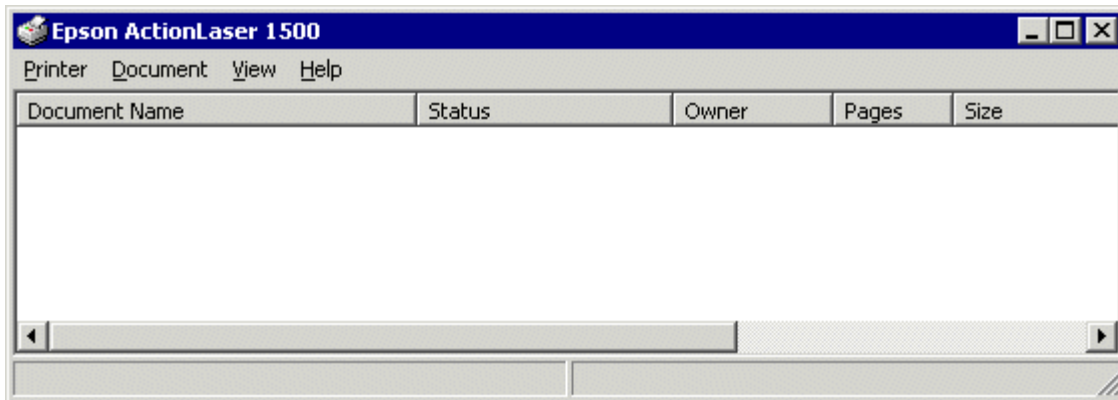 Epson ActionLaser 1500
Printer Document View Help
Document Name Status Owner Pages Size